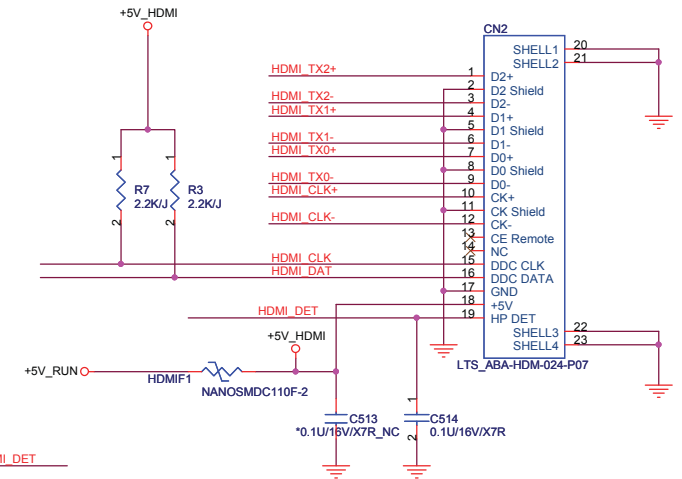 +5V_HDMI
CN2
SHELL1 20
SHELL2 21
HDMI_TX2+ 1 D2+
2 D2 Shield
HDMI_TX2- 3 D2-
HDMI_TX1+ 4 D1+
5 D1 Shield
HDMI_TX1- 6 D1-
HDMI_TX0+ 7 D0+
8 D0 Shield
HDMI_TX0- 9 D0-
HDMI_CLK+ 10 CK+
11 CK Shield
HDMI_CLK- 12 CK-
13 CE Remote
14 NC
HDMI_CLK 15 DDC CLK
HDMI_DAT 16 DDC DATA
17 GND
18 +5V
HDMI_DET 19 HP DET
SHELL3 22
SHELL4 23
LTS_ABA-HDM-024-P07
1 1
R7 R3
2.2K/J 2.2K/J
2 2
+5V_HDMI
+5V_RUN
HDMIF1
NANOSMDC110F-2
1
C513 C514
*0.1U/16V/X7R_NC 0.1U/16V/X7R
2
I_DET